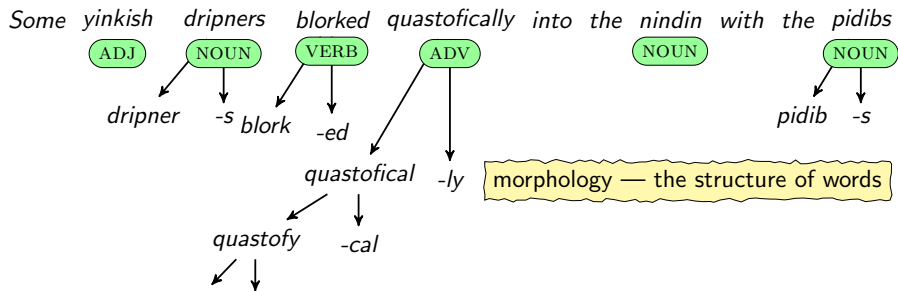 Some yinkish dripners blorked quastofically into the nindin with the pidibs
ADJ NOUN VERB ADV NOUN NOUN
dripner -s blork -ed pidib -s
quastofical -ly morphology — the structure of words
quastofy -cal